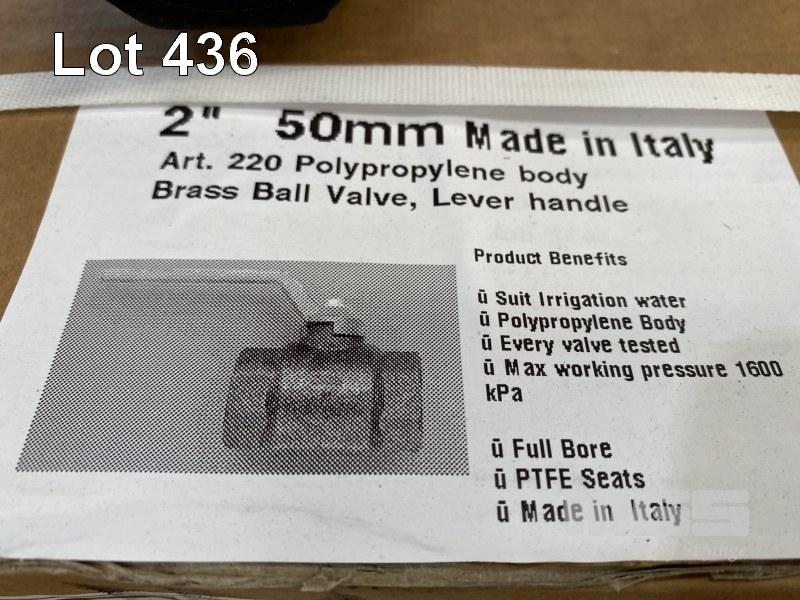 Lot 436
2" 50mm Made in Italy
Art. 220 Polypropylene body
Brass Ball Valve, Lever handle
Product Benefits
ü Suit Irrigation water
ü Polypropylene Body
ü Every valve tested
ü Max working pressure 1600
kPa
ü Full Bore
ü PTFE Seats
ü Made in Italy